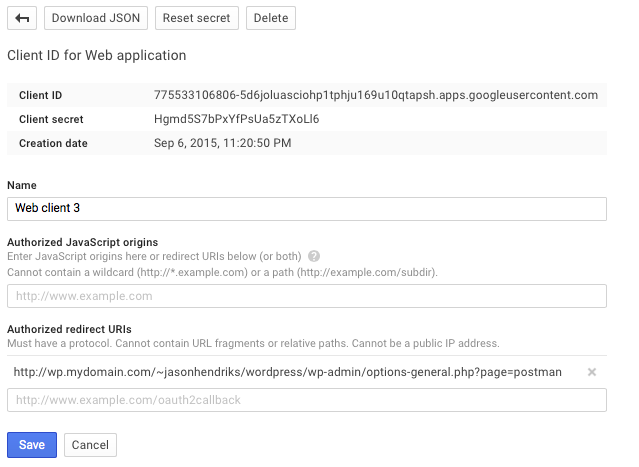 Download JSON Reset secret Delete
Client ID for Web application
Client ID 775533106806-5d6joluasciohp1tphju169u10qtapsh.apps.googleusercontent.com
Client secret Hgmd5S7bPxYfPsUa5zTXoLl6
Creation date Sep 6, 2015, 11:20:50 PM
Name
Web client 3
Authorized JavaScript origins
Enter JavaScript origins here or redirect URIs below (or both) ?
Cannot contain a wildcard (http://*.example.com) or a path (http://example.com/subdir).
http://www.example.com
Authorized redirect URIs
Must have a protocol. Cannot contain URL fragments or relative paths. Cannot be a public IP address.
http://wp.mydomain.com/~jasonhendriks/wordpress/wp-admin/options-general.php?page=postman
http://www.example.com/oauth2callback
Save Cancel